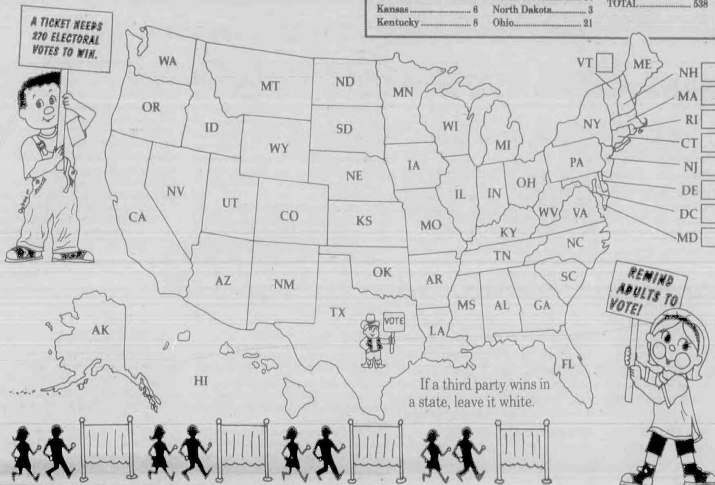 TOTAL 538
Kansas 6 North Dakota 3
Kentucky 8 Ohio 21
A TICKET NEEDS
270 ELECTORAL
VOTES TO WIN.
WA
MT
ND
MN
VT
ME
NH
MA
RI
CT
NJ
DE
DC
MD
OR
ID
WY
SD
WI
MI
NY
NV
UT
CO
NE
IA
IL
IN
OH
PA
CA
KS
MO
KY
WV
VA
AZ
NM
OK
AR
TN
NC
SC
TX
LA
MS
AL
GA
FL
AK
HI
VOTE
REMIND
ADULTS TO
VOTE!
If a third party wins in
a state, leave it white.